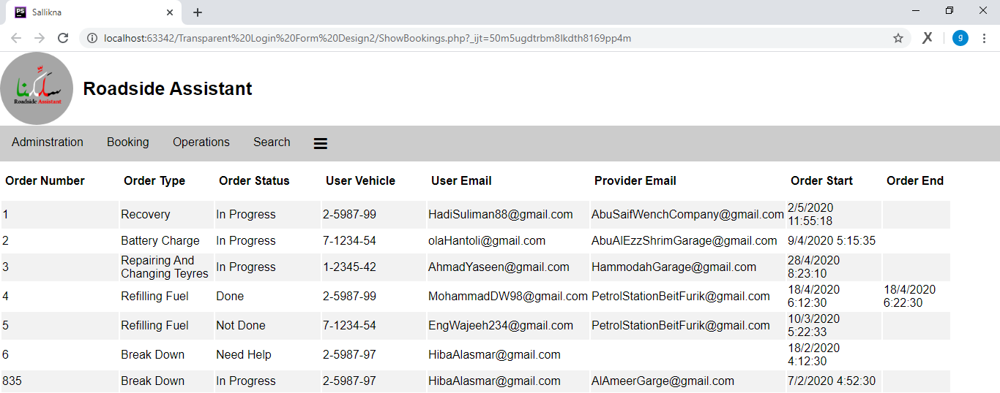 PS Sallikna
localhost:63342/Transparent%20Login%20Form%20Design2/ShowBookings.php?_ijt=50m5ugdtrbm8lkdth8169pp4m
X
g
سلكنا
Roadside Assistant
Roadside Assistant
Adminstration Booking Operations Search
Order Number Order Type Order Status User Vehicle User Email Provider Email Order Start Order End
1 Recovery In Progress 2-5987-99 HadiSuliman88@gmail.com AbuSaifWenchCompany@gmail.com 2/5/2020
11:55:18
2 Battery Charge In Progress 7-1234-54 olaHantoli@gmail.com AbuAlEzzShrimGarage@gmail.com 9/4/2020 5:15:35
3 Repairing And
Changing Teyres In Progress 1-2345-42 AhmadYaseen@gmail.com HammodahGarage@gmail.com 28/4/2020
8:23:10
4 Refilling Fuel Done 2-5987-99 MohammadDW98@gmail.com PetrolStationBeitFurik@gmail.com 18/4/2020 18/4/2020
6:12:30 6:22:30
5 Refilling Fuel Not Done 7-1234-54 EngWajeeh234@gmail.com PetrolStationBeitFurik@gmail.com 10/3/2020
5:22:33
6 Break Down Need Help 2-5987-97 HibaAlasmar@gmail.com 18/2/2020
4:12:30
835 Break Down In Progress 2-5987-97 HibaAlasmar@gmail.com AlAmeerGarge@gmail.com 7/2/2020 4:52:30